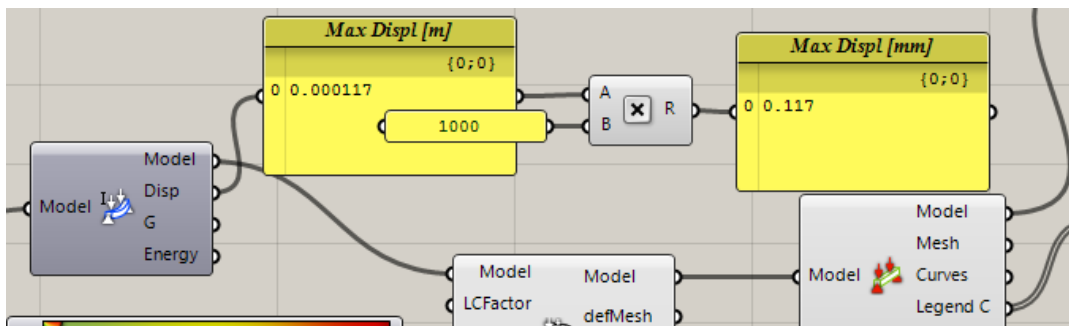 Max Displ [m]
{0;0}
0 0.000117
1000
A
B
R
Max Displ [mm]
{0;0}
0 0.117
Model
Model
Disp
G
Energy
I
Model
LCFactor
Model
defMesh
Model
Model
Mesh
Curves
Legend C